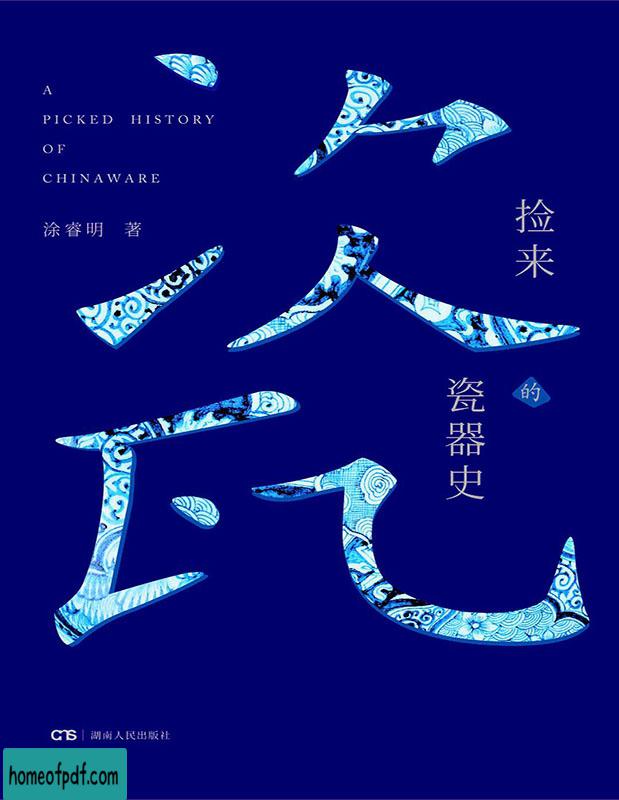 A
PICKED HISTORY
OF
CHINAWARE
涂睿明 著
瓷
捡来
的
瓷器史
CNS
湖南人民出版社
homeofpdf.com